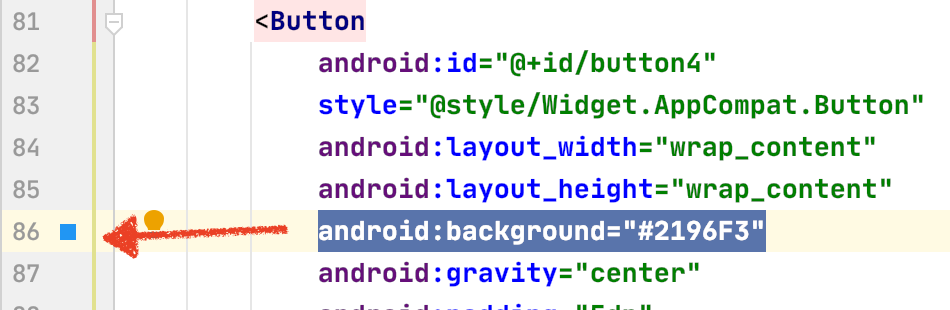 81 <Button
82 android:id="@+id/button4"
83 style="@style/Widget.AppCompat.Button"
84 android:layout_width="wrap_content"
85 android:layout_height="wrap_content"
86 android:background="#2196F3"
87 android:gravity="center"